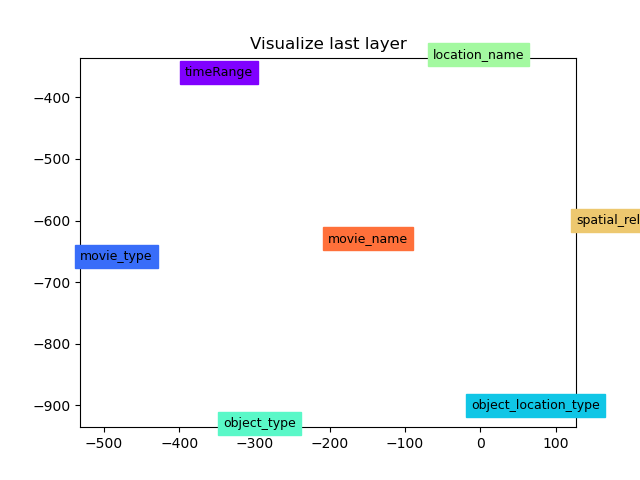 Visualize last layer
location_name
timeRange
−400
−500
spatial_rel
−600
movie_name
movie_type
−700
−800
object_location_type
−900
object_type
−500 −400 −300 −200 −100 0 100